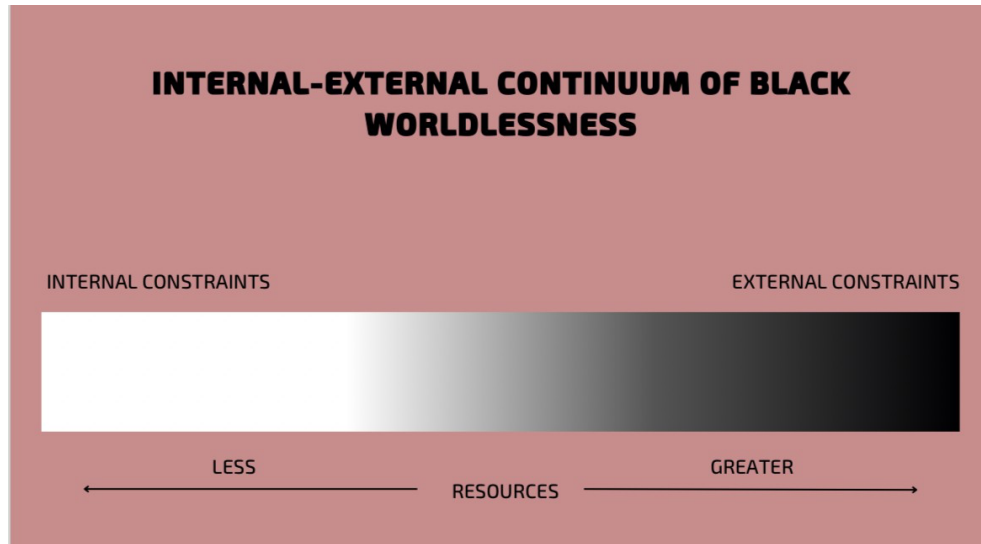 INTERNAL-EXTERNAL CONTINUUM OF BLACK
WORLDLESSNESS
INTERNAL CONSTRAINTS
EXTERNAL CONSTRAINTS
LESS
GREATER
RESOURCES